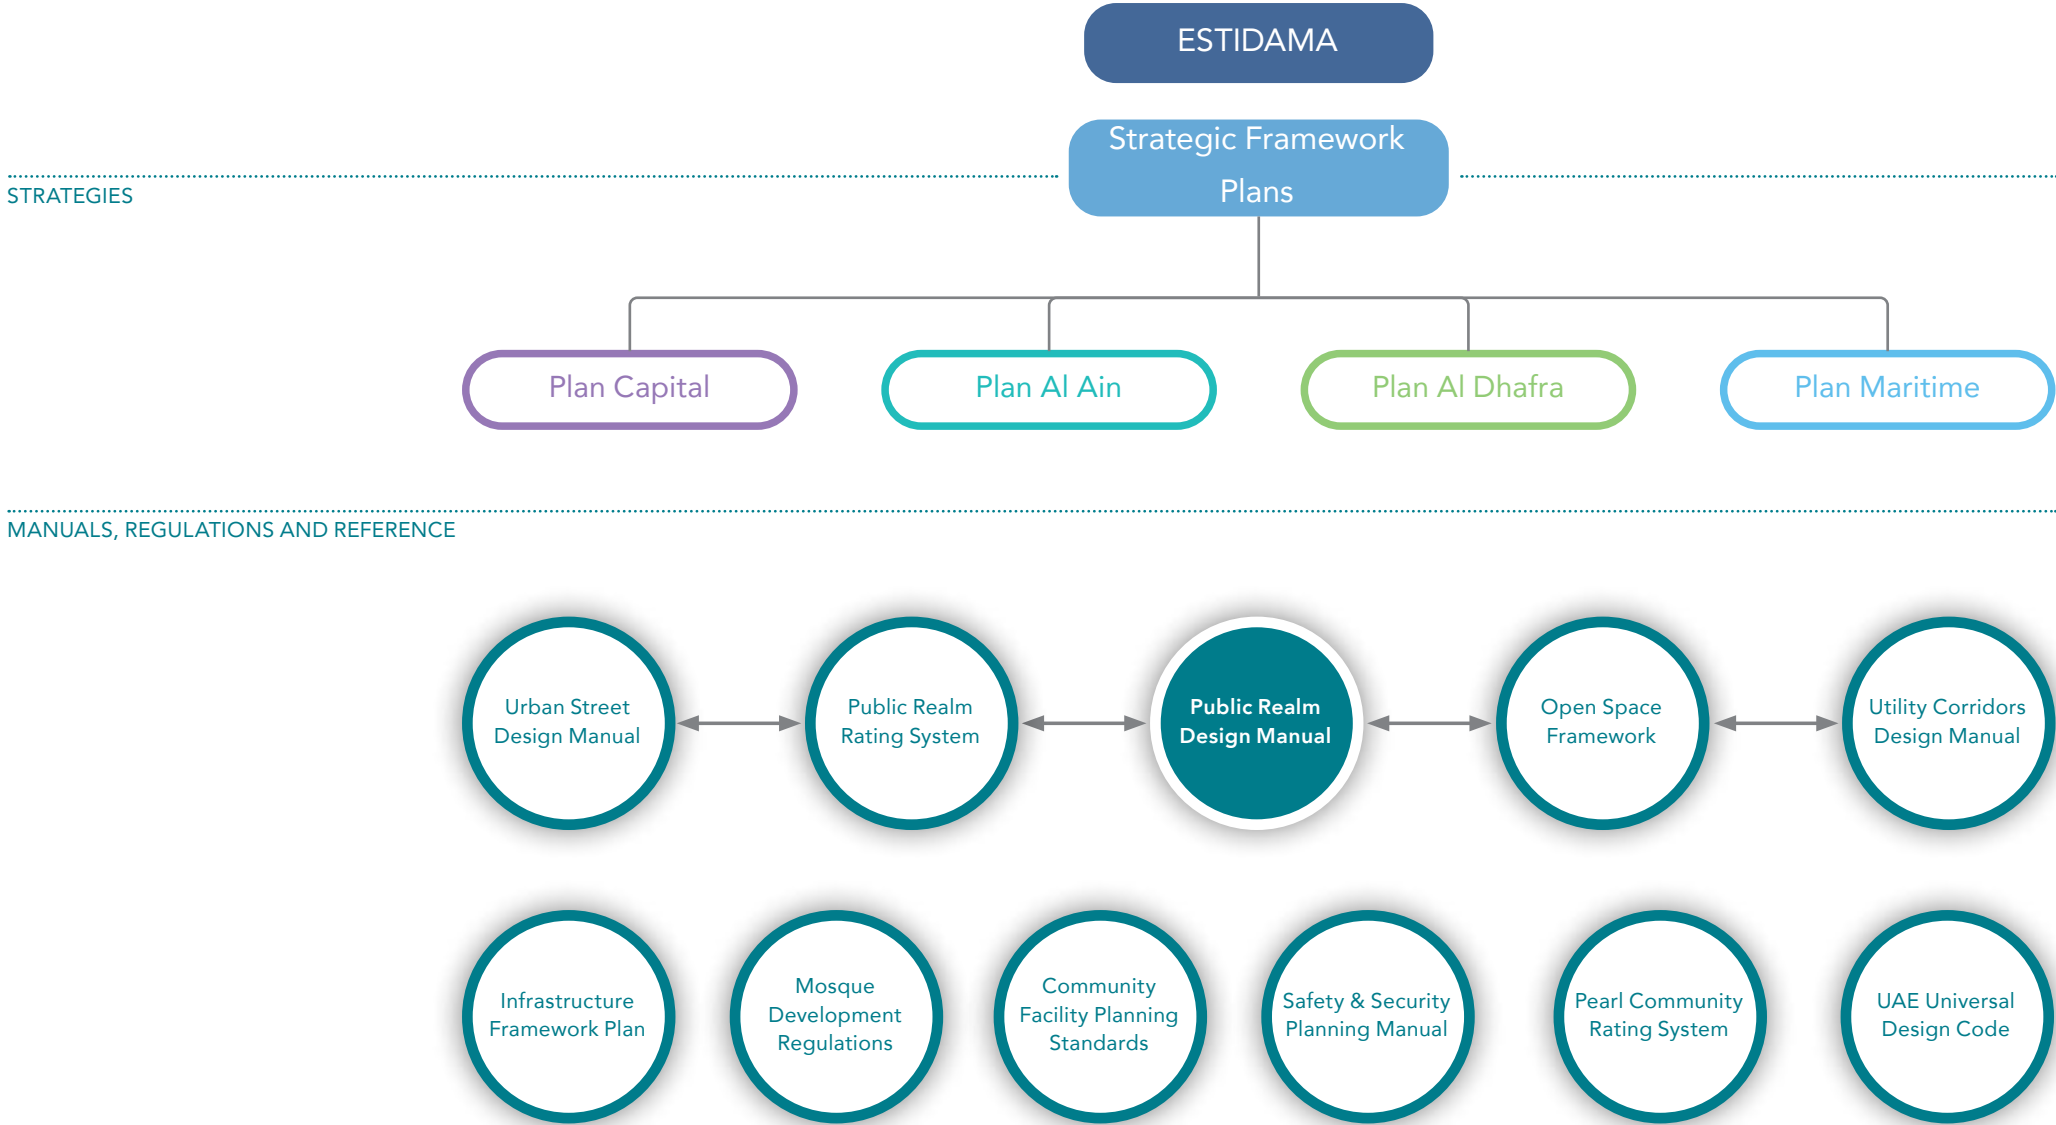 ESTIDAMA
Strategic Framework
Plans
STRATEGIES
Plan Capital
Plan Al Ain
Plan Al Dhafra
Plan Maritime
MANUALS, REGULATIONS AND REFERENCE
Urban Street
Design Manual
Public Realm
Rating System
Public Realm
Design Manual
Open Space
Framework
Utility Corridors
Design Manual
Infrastructure
Framework Plan
Mosque
Development
Regulations
Community
Facility Planning
Standards
Safety & Security
Planning Manual
Pearl Community
Rating System
UAE Universal
Design Code